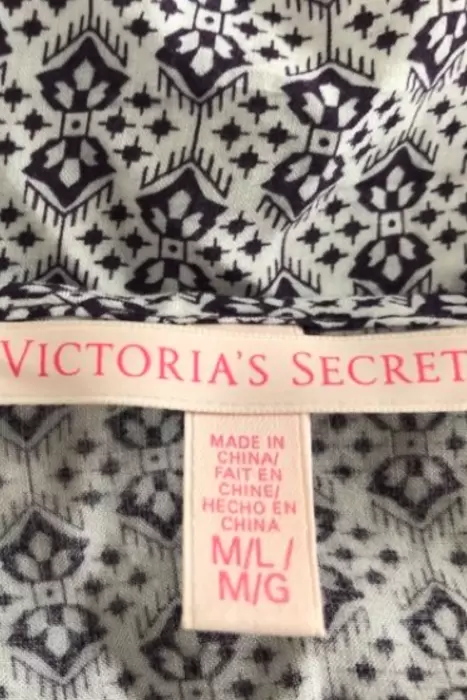 VICTORIA'S SECRET
MADE IN
CHINA/
FAIT EN
CHINE/
HECHO EN
CHINA
M/L /
M/G